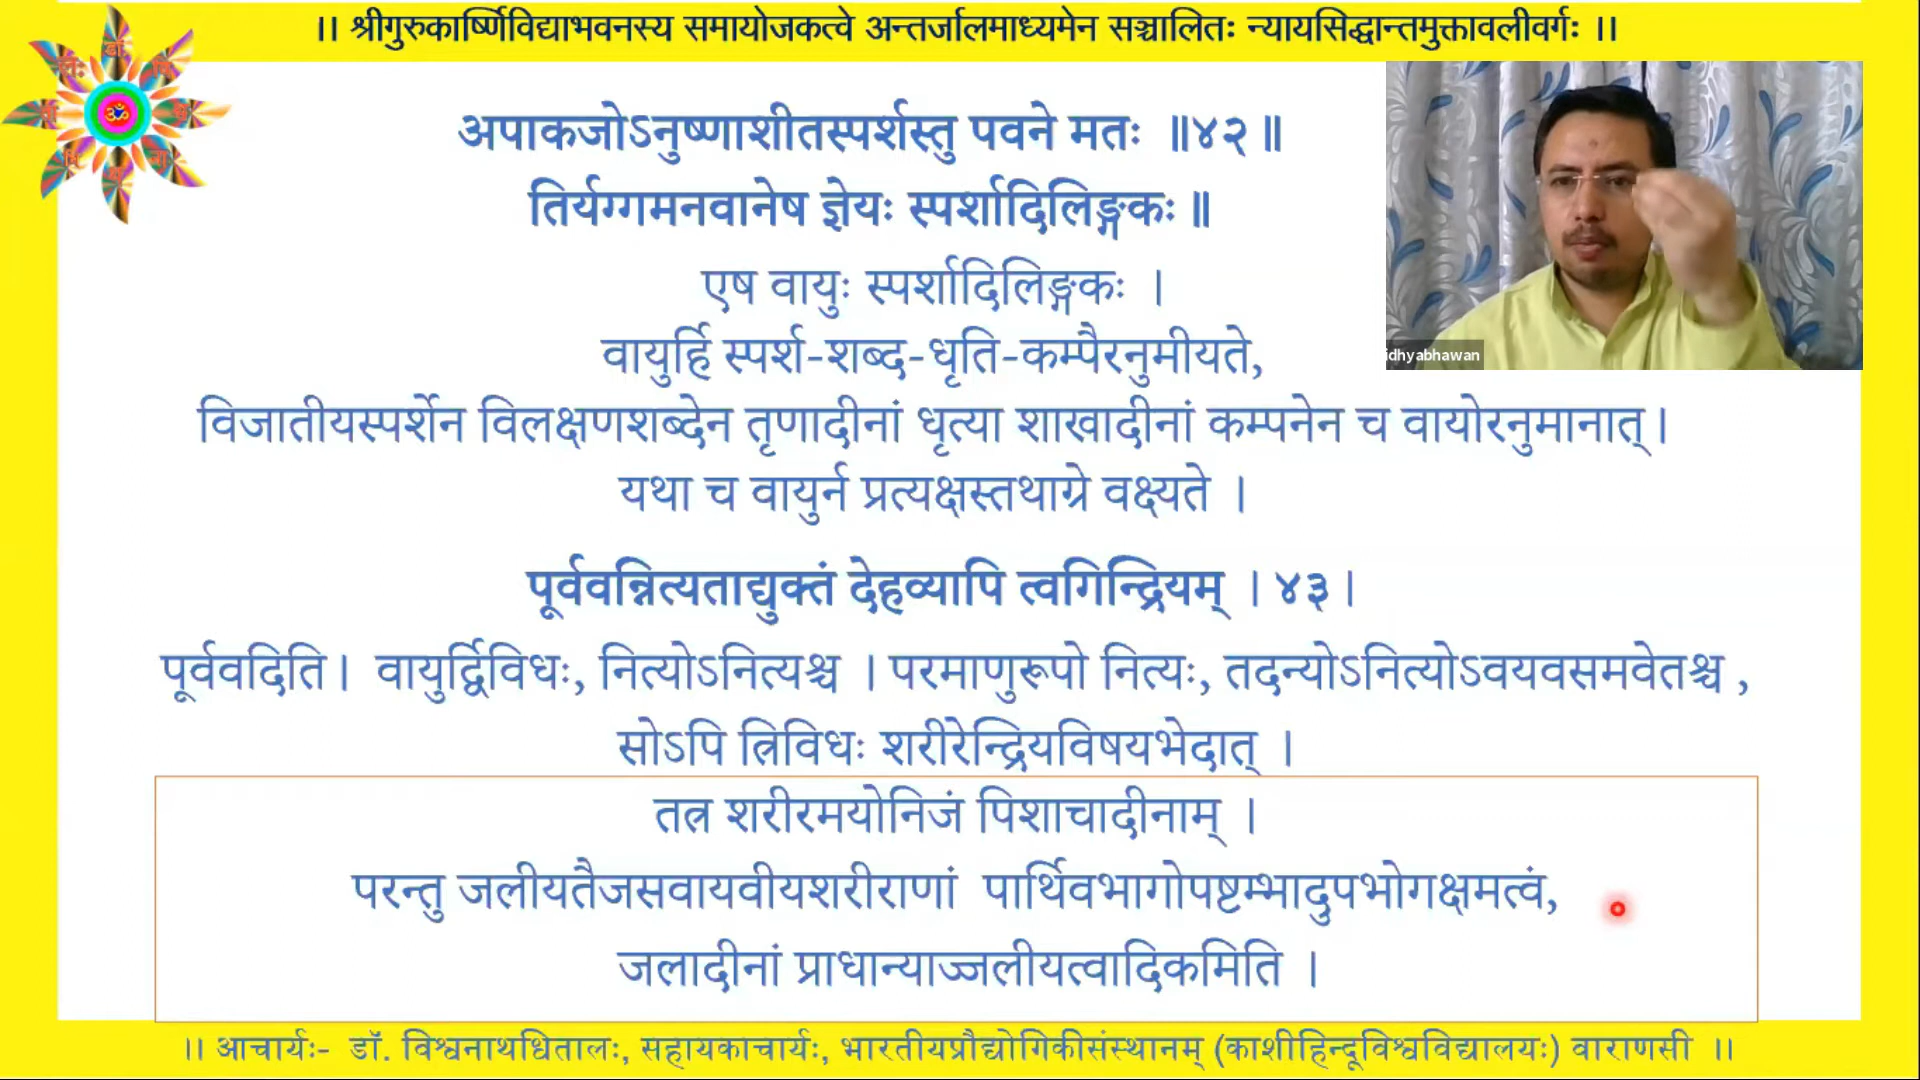 ।। श्रीगुरुकार्ष्णिविद्याभवनस्य समायोजकत्वे अन्तर्जालमाध्यमेन सञ्चालितः न्यायसिद्धान्तमुक्तावलीवर्गः ।।
अपाकजोऽनुष्णाशीतस्पर्शस्तु पवने मतः ॥४२॥
तिर्यग्गमनवानेष ज्ञेयः स्पर्शादिलिङ्गकः॥
एष वायुः स्पर्शादिलिङ्गकः ।
वायुर्हि स्पर्श-शब्द-धृति-कम्पैरनुमीयते,
idhyabhawan
विजातीयस्पर्शेन विलक्षणशब्देन तृणादीनां धृत्या शाखादीनां कम्पनेन च वायोरनुमानात्।
यथा च वायुर्न प्रत्यक्षस्तथाग्रे वक्ष्यते ।
पूर्ववन्नित्यताद्युक्तं देहव्यापि त्वगिन्द्रियम् । ४३।
पूर्ववदिति। वायुर्द्विविधः, नित्योऽनित्यश्च । परमाणुरूपो नित्यः, तदन्योऽनित्योऽवयवसमवेतश्च ,
सोऽपि त्रिविधः शरीरेन्द्रियविषयभेदात् ।
तत्र शरीरमयोनिजं पिशाचादीनाम् ।
परन्तु जलीयतैजसवायवीयशरीराणां पार्थिवभागोपष्टम्भादुपभोगक्षमत्वं,
जलादीनां प्राधान्याज्जलीयत्वादिकमिति ।
।। आचार्यः- डॉ. विश्वनाथधितालः, सहायकाचार्यः, भारतीयप्रौद्योगिकीसंस्थानम् (काशीहिन्दूविश्वविद्यालयः) वाराणसी ।।